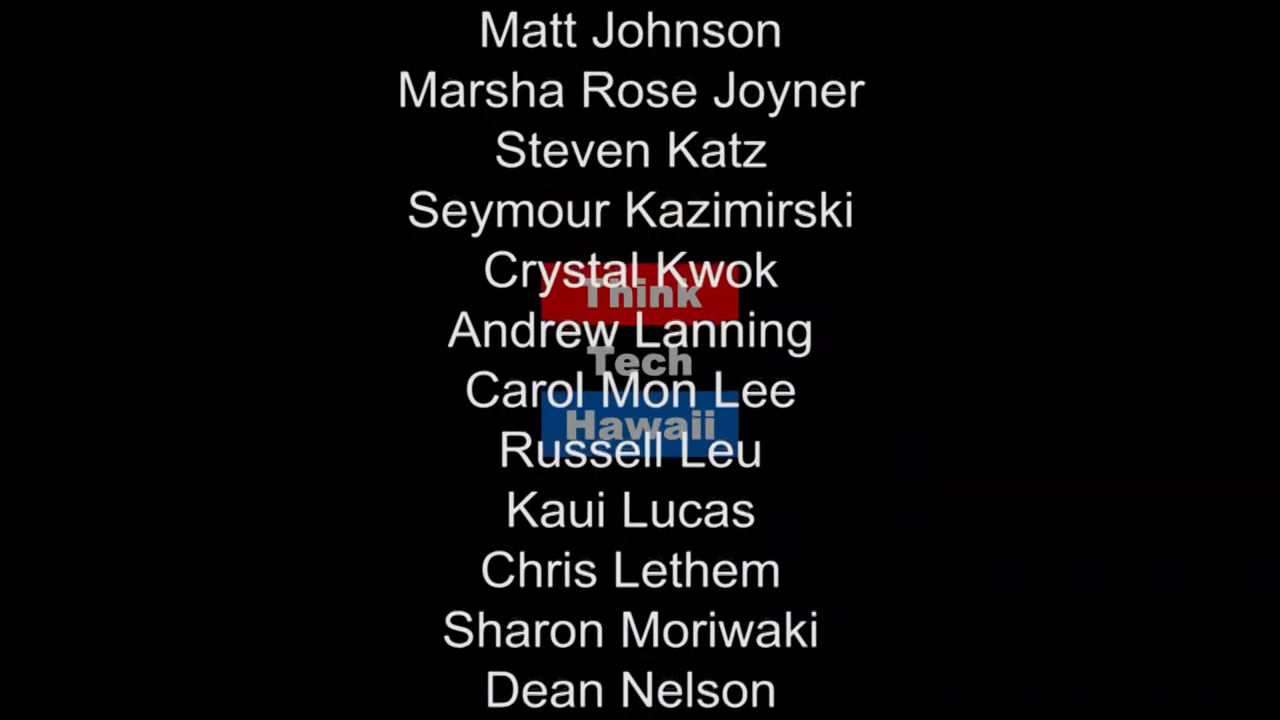 Matt Johnson
Marsha Rose Joyner
Steven Katz
Seymour Kazimirski
Crystal Kwok
Think
Andrew Lanning
Tech
Carol Mon Lee
Hawaii
Russell Leu
Kaui Lucas
Chris Lethem
Sharon Moriwaki
Dean Nelson